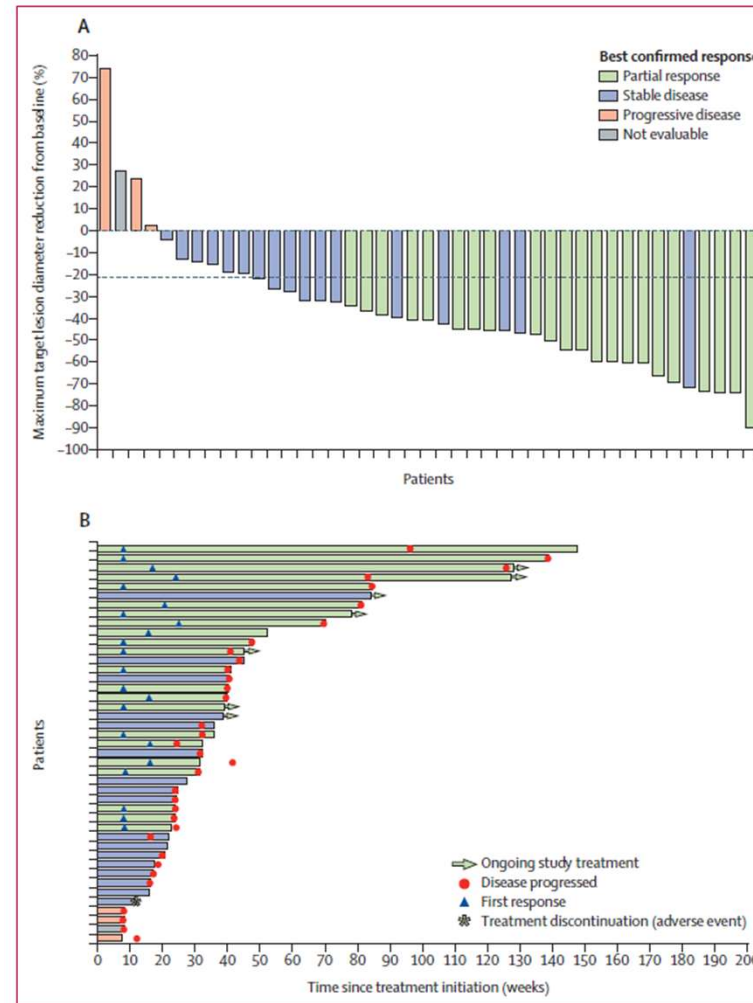 A
Maximum target lesion diameter reduction from baseline (%)
80
70
60
50
40
30
20
10
0
–10
–20
–30
–40
–50
–60
–70
–80
–90
–100
Best confirmed response
Partial response
Stable disease
Progressive disease
Not evaluable
Patients
B
Patients
Ongoing study treatment
Disease progressed
First response
Treatment discontinuation (adverse event)
0 10 20 30 40 50 60 70 80 90 100 110 120 130 140 150 160 170 180 190 200
Time since treatment initiation (weeks)